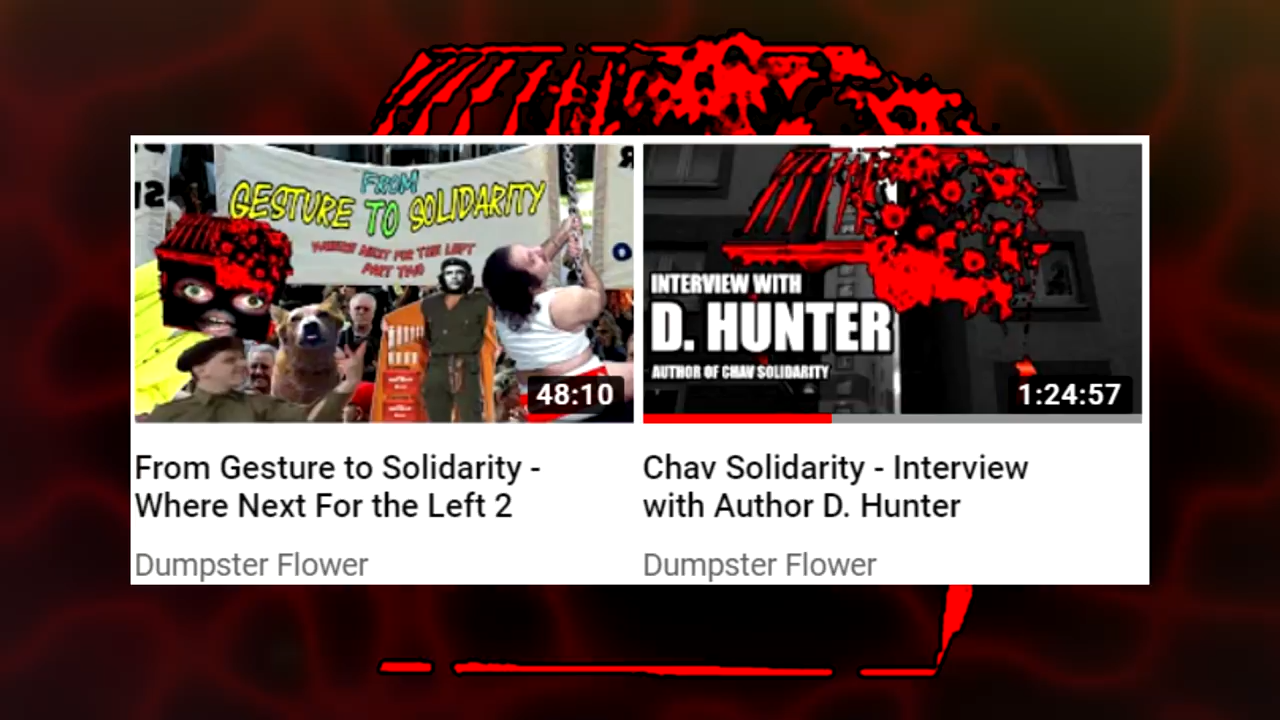 FROM
GESTURE TO SOLIDARITY
WHERE NEXT FOR THE LEFT
PART TWO
48:10
INTERVIEW WITH
D. HUNTER
AUTHOR OF CHAV SOLIDARITY
1:24:57
From Gesture to Solidarity -
Where Next For the Left 2
Dumpster Flower
Chav Solidarity - Interview
with Author D. Hunter
Dumpster Flower